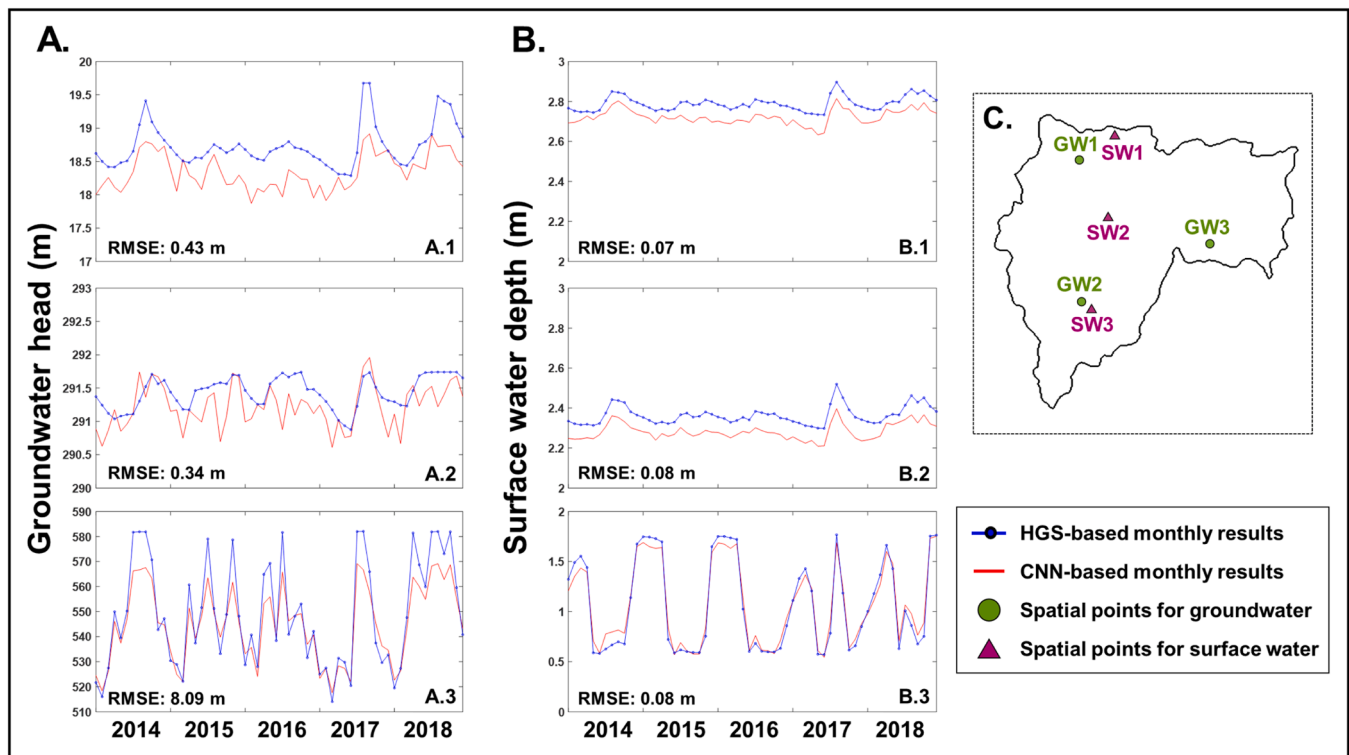 A.
Groundwater head (m)
20
19.5
19
18.5
18
17.5
17
RMSE: 0.43 m
A.1
293
292
291.5
291
290.5
290
RMSE: 0.34 m
A.2
590
580
570
560
550
540
530
520
510
RMSE: 8.09 m
A.3
2014 2015 2016 2017 2018
B.
Surface water depth (m)
3
2.8
2.6
2.4
2.2
2
RMSE: 0.07 m
B.1
3
2.8
2.6
2.4
2.2
2
RMSE: 0.08 m
B.2
2
1.5
1
0.5
0
RMSE: 0.08 m
B.3
2014 2015 2016 2017 2018
C.
GW1
SW1
SW2
GW3
GW2
SW3
HGS-based monthly results
CNN-based monthly results
Spatial points for groundwater
Spatial points for surface water